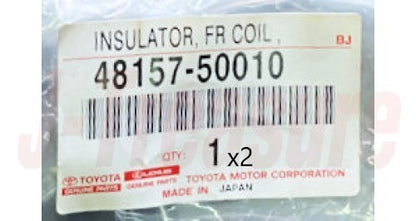 INSULATOR, FR COIL ,
BJ
48157-50010
QTY: 1 x2
TOYOTA
GENUINE PARTS
LEXUS
GENUINE PARTS
TOYOTA MOTOR CORPORATION
MADE IN JAPAN
J-Treasure